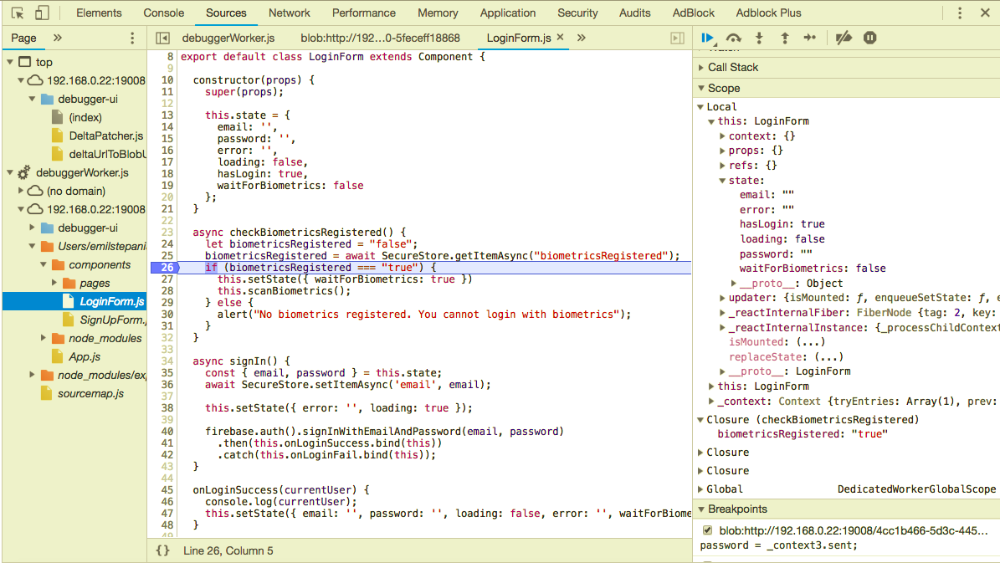 Elements Console Sources Network Performance Memory Application Security Audits AdBlock Adblock Plus
Page
debuggerWorker.js blob:http://192...0-5feceff18868 LoginForm.js
top
192.168.0.22:19008
debugger-ui
(index)
DeltaPatcher.js
deltaUrlToBlobU
debuggerWorker.js
(no domain)
192.168.0.22:19008
debugger-ui
Users/emilstepani
components
pages
LoginForm.js
SignUpForm.
node_modules
App.js
node_modules/exp
sourcemap.js
8 export default class LoginForm extends Component {
9
10 constructor(props) {
11 super(props);
12
13 this.state = {
14 email: '',
15 password: '',
16 error: '',
17 loading: false,
18 hasLogin: true,
19 waitForBiometrics: false
20 };
21 }
22
23 async checkBiometricsRegistered() {
24 let biometricsRegistered = "false";
25 biometricsRegistered = await SecureStore.getItemAsync("biometricsRegistered");
26 if (biometricsRegistered === "true") {
27 this.setState({ waitForBiometrics: true })
28 this.scanBiometrics();
29 } else {
30 alert("No biometrics registered. You cannot login with biometrics");
31 }
32 }
33
34 async signIn() {
35 const { email, password } = this.state;
36 await SecureStore.setItemAsync('email', email);
37
38 this.setState({ error: '', loading: true });
39
40 firebase.auth().signInWithEmailAndPassword(email, password)
41 .then(this.onLoginSuccess.bind(this))
42 .catch(this.onLoginFail.bind(this));
43 }
44
45 onLoginSuccess(currentUser) {
46 console.log(currentUser);
47 this.setState({ email: '', password: '', loading: false, error: '', waitForBiome
48 }
49
{} Line 26, Column 5
Watch
Call Stack
Scope
Local
this: LoginForm
context: {}
props: {}
refs: {}
state:
email: ""
error: ""
hasLogin: true
loading: false
password: ""
waitForBiometrics: false
__proto__: Object
updater: {isMounted: ƒ, enqueueSetState: ƒ, e
_reactInternalFiber: FiberNode {tag: 2, key:
_reactInternalInstance: {_processChildContext
isMounted: (...)
replaceState: (...)
__proto__: LoginForm
this: LoginForm
_context: Context {tryEntries: Array(1), prev:
Closure (checkBiometricsRegistered)
biometricsRegistered: "true"
Closure
Closure
Global DedicatedWorkerGlobalScope
Breakpoints
blob:http://192.168.0.22:19008/4cc1b466-5d3c-445...
password = _context3.sent;